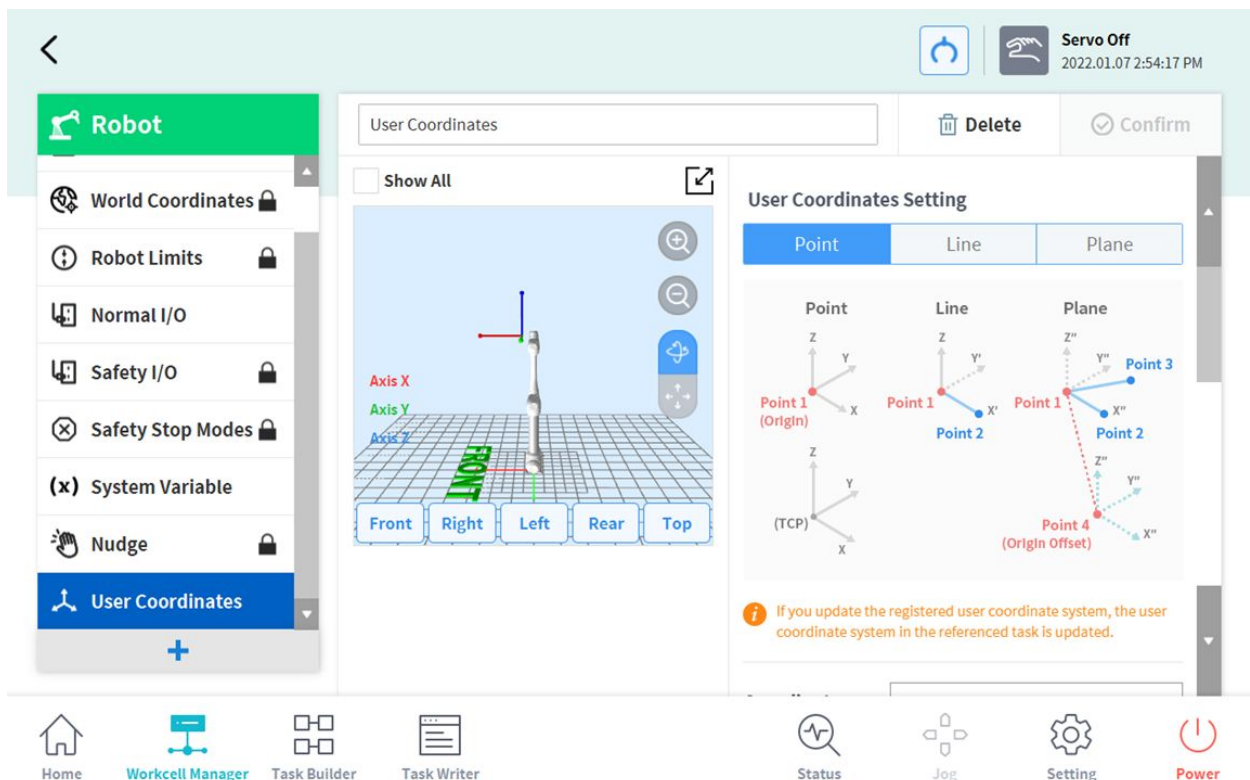 Servo Off
2022.01.07 2:54:17 PM
Robot
World Coordinates
Robot Limits
Normal I/O
Safety I/O
Safety Stop Modes
(x) System Variable
Nudge
User Coordinates
+
User Coordinates
Delete
Confirm
Show All
Axis X
Axis Y
Axis Z
FRONT
Front
Right
Left
Rear
Top
User Coordinates Setting
Point
Line
Plane
Point
Z
Y
X
Point 1
(Origin)
Z
Y
X
(TCP)
Line
Z
Y'
X'
Point 1
Point 2
Plane
Z"
Y"
Point 3
Point 1
X"
Point 2
Z"
Y"
X"
Point 4
(Origin Offset)
i
If you update the registered user coordinate system, the user
coordinate system in the referenced task is updated.
Home
Workcell Manager
Task Builder
Task Writer
Status
Jog
Setting
Power